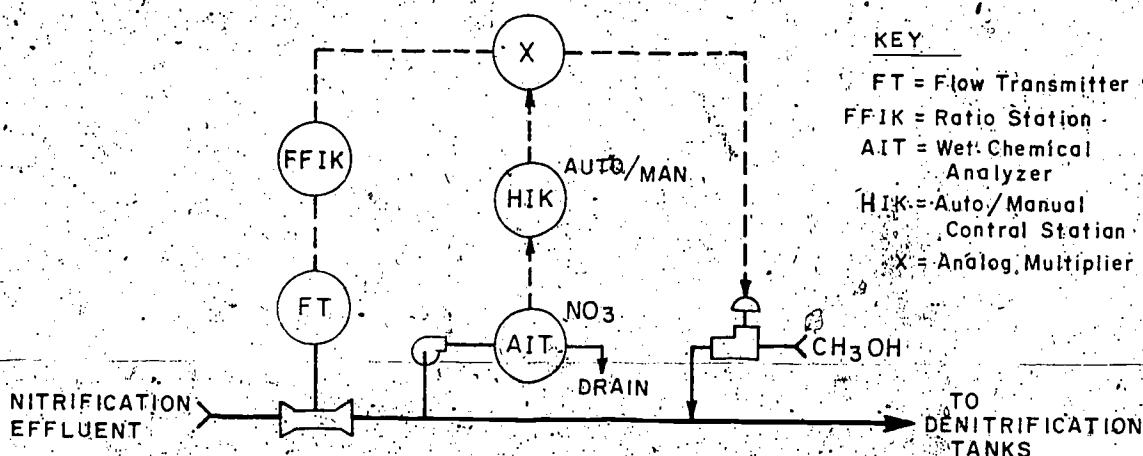 X
FFIK
FT
HIK
AUTO/MAN
AIT
NO3
DRAIN
CH3OH
NITRIFICATION
EFFLUENT
TO
DENITRIFICATION
TANKS
KEY
FT = Flow Transmitter
FFIK = Ratio Station
AIT = Wet Chemical
Analyzer
HIK = Auto/Manual
Control Station
X = Analog Multiplier